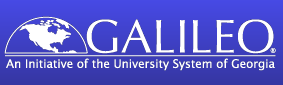 GALILEO®
An Initiative of the University System of Georgia